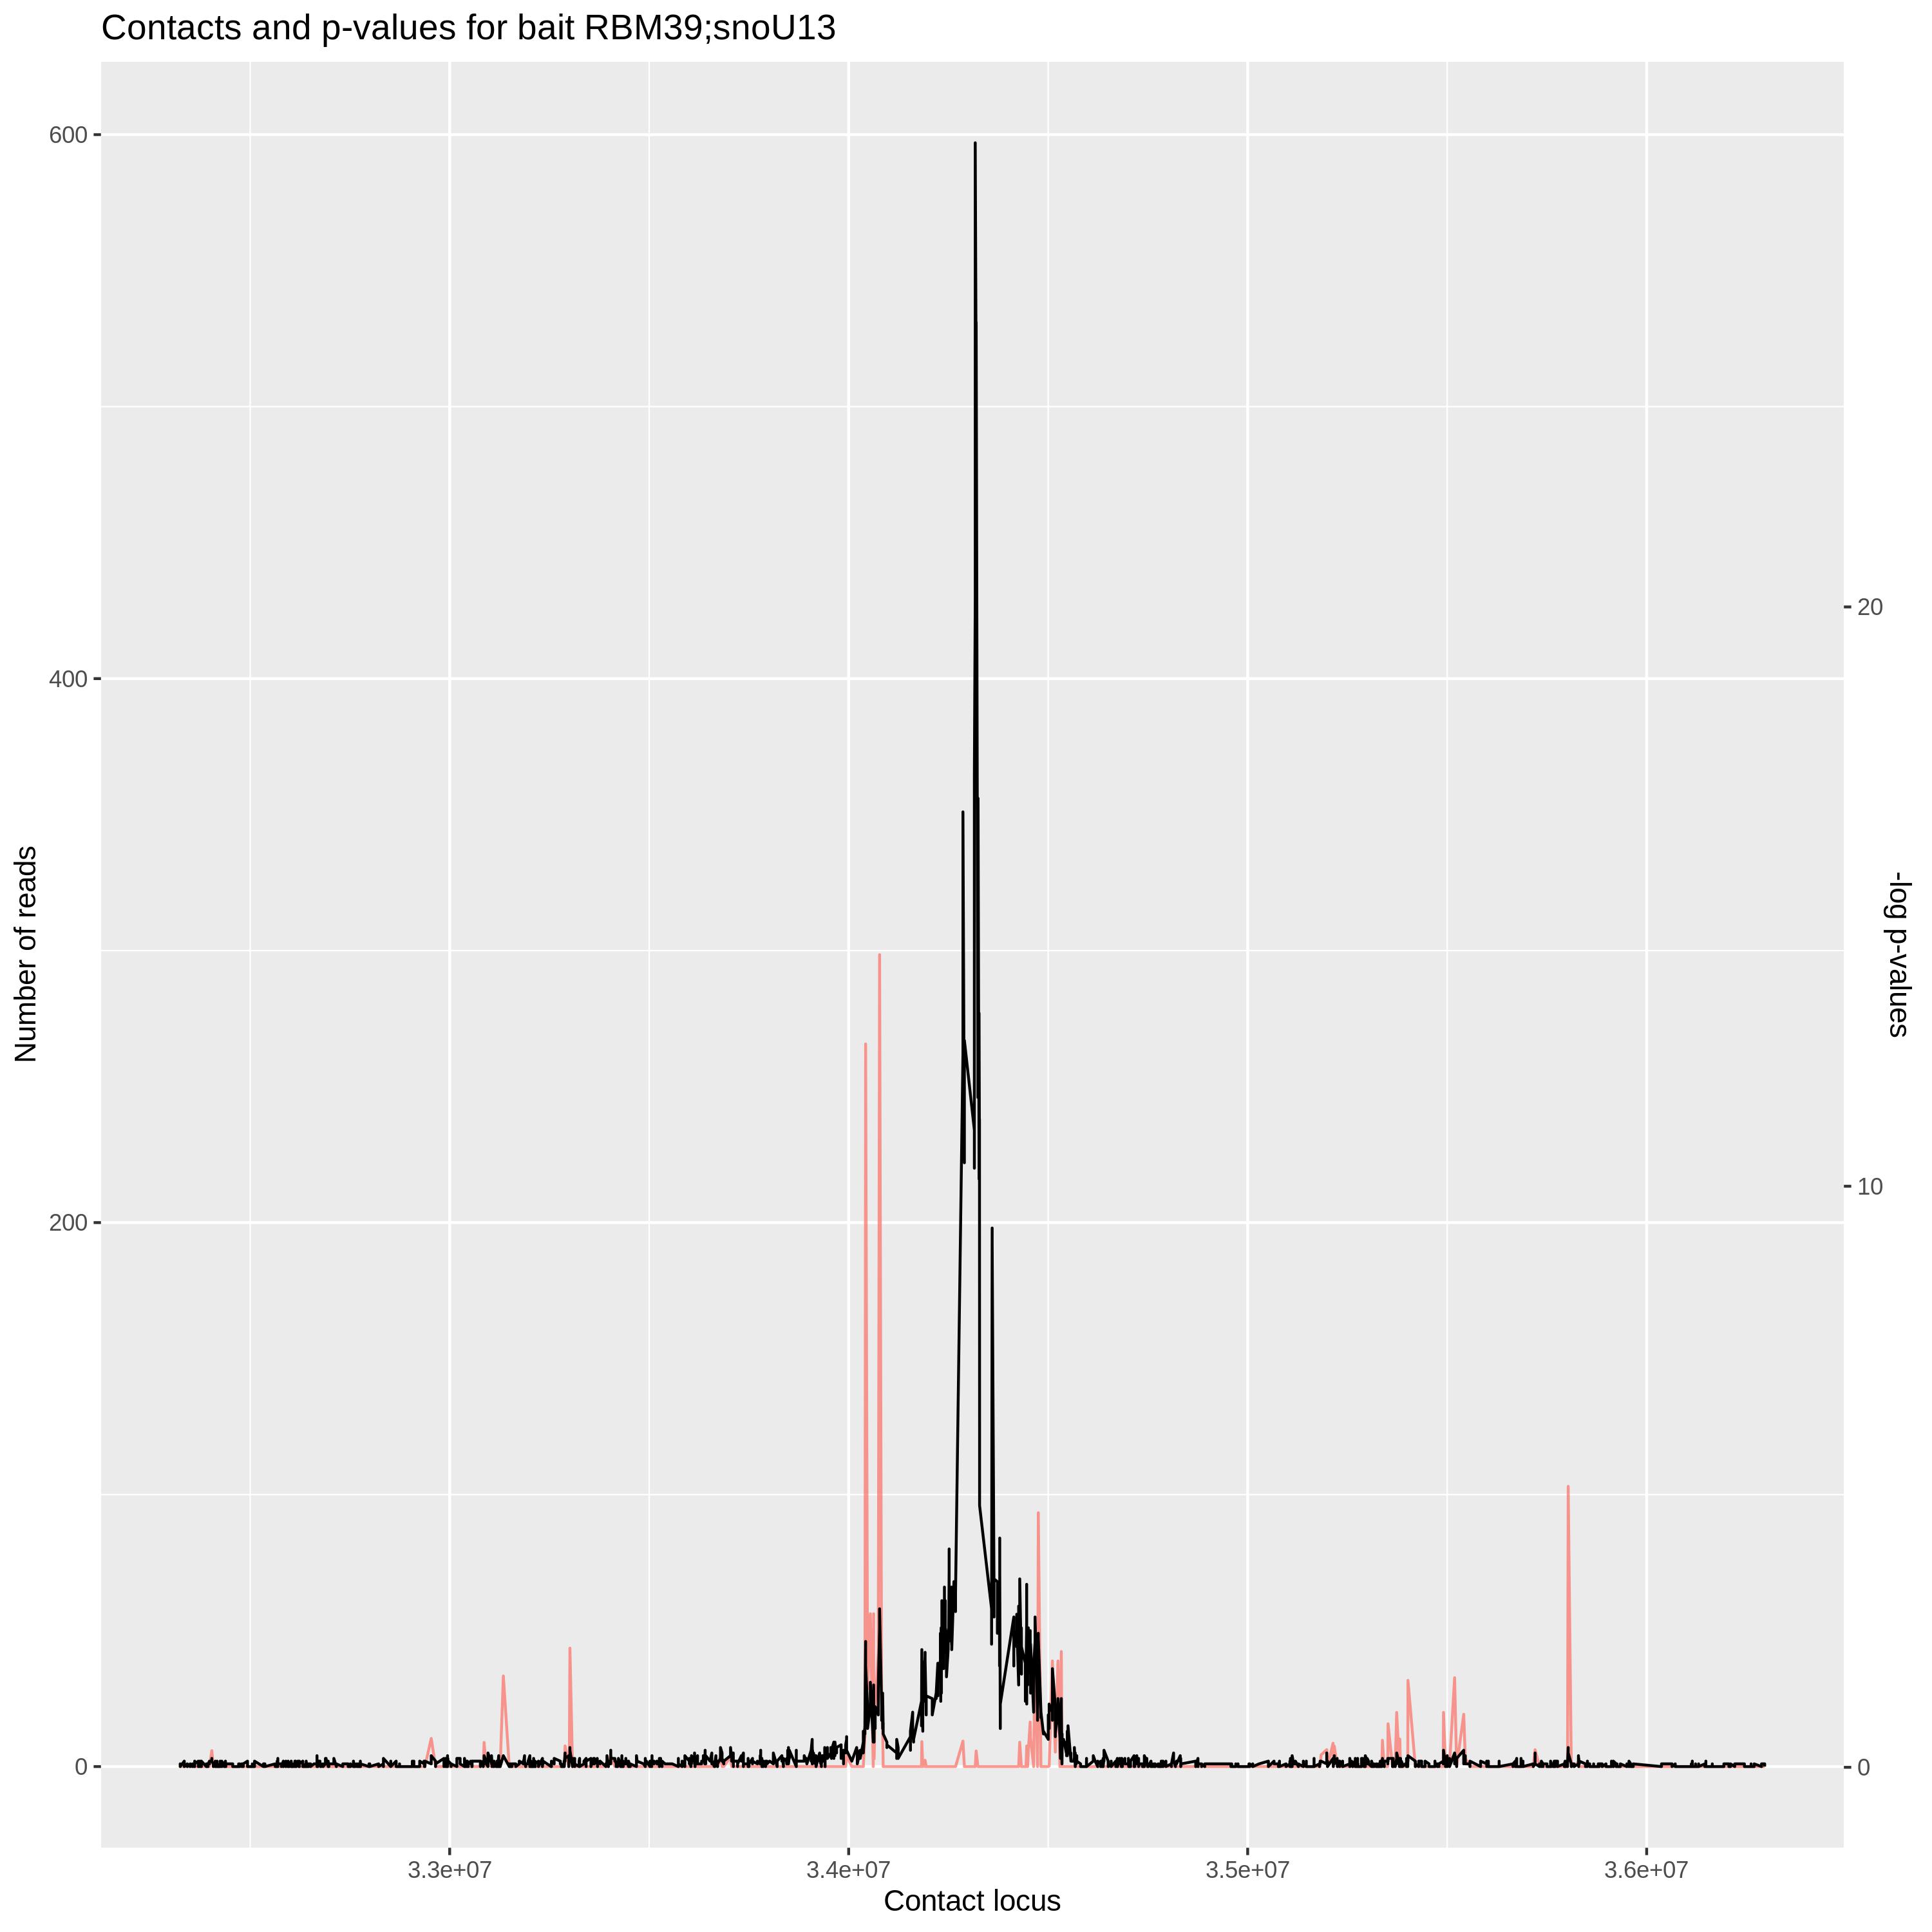 Contacts and p-values for bait RBM39;snoU13
600
400
200
0
Number of reads
20
10
0
-log p-values
3.3e+07
3.4e+07
3.5e+07
3.6e+07
Contact locus